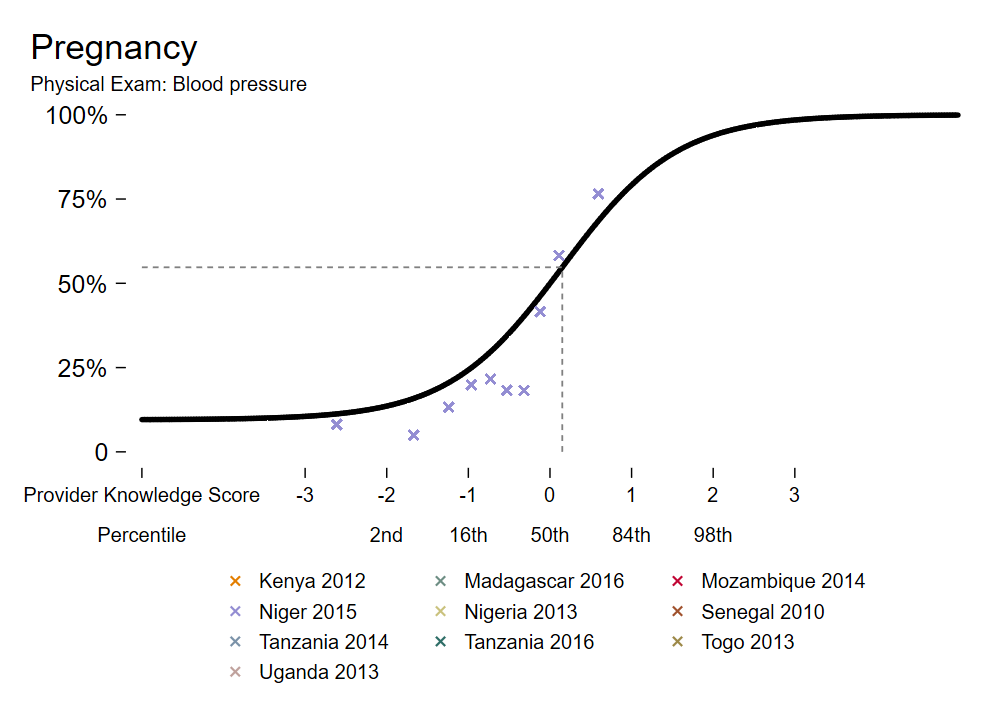 Pregnancy
Physical Exam: Blood pressure
100%
75%
50%
25%
0
Provider Knowledge Score -3 -2 -1 0 1 2 3
Percentile 2nd 16th 50th 84th 98th
Kenya 2012 Madagascar 2016 Mozambique 2014
Niger 2015 Nigeria 2013 Senegal 2010
Tanzania 2014 Tanzania 2016 Togo 2013
Uganda 2013